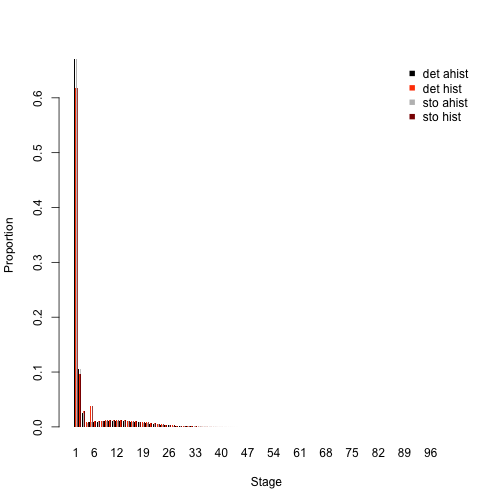 det ahist
det hist
sto ahist
sto hist
Proportion
0.6
0.5
0.4
0.3
0.2
0.1
0.0
1 6 12 19 26 33 40 47 54 61 68 75 82 89 96
Stage